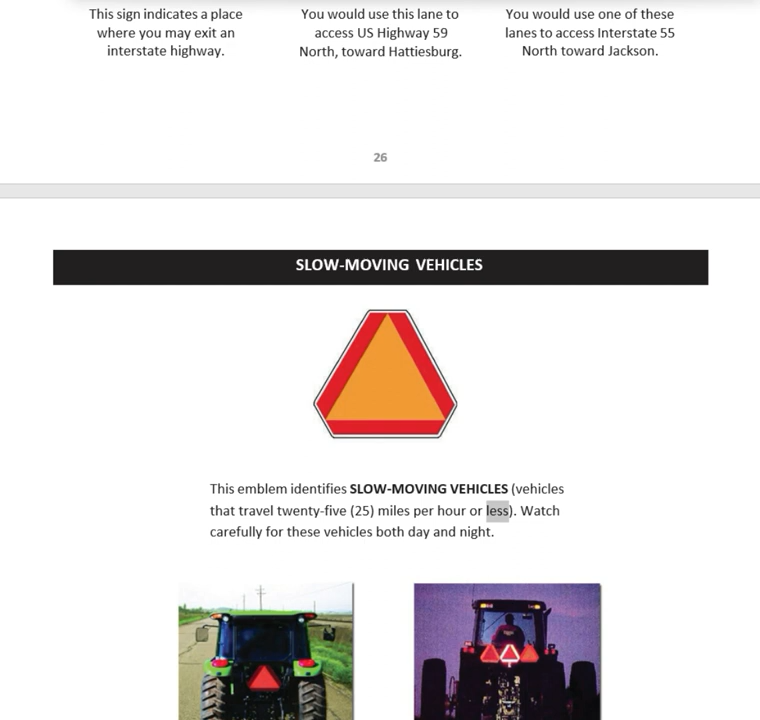 This sign indicates a place
where you may exit an
interstate highway.
You would use this lane to
access US Highway 59
North, toward Hattiesburg.
You would use one of these
lanes to access Interstate 55
North toward Jackson.
26
SLOW-MOVING VEHICLES
This emblem identifies SLOW-MOVING VEHICLES (vehicles
that travel twenty-five (25) miles per hour or less). Watch
carefully for these vehicles both day and night.